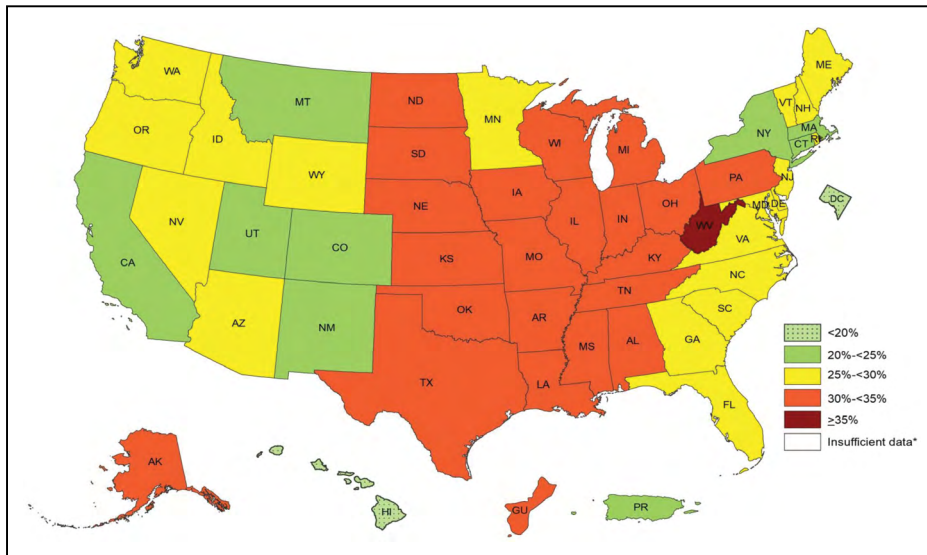 WA
MT
ND
MN
ME
VT
NH
OR
ID
SD
WI
MI
NY
MA
CT
RI
WY
IA
PA
NJ
NE
OH
MD
DE
DC
NV
UT
CO
IL
IN
WV
VA
CA
KS
MO
KY
NC
TN
AZ
NM
OK
AR
SC
MS
AL
GA
TX
LA
FL
AK
HI
GU
PR
<20%
20%-<25%
25%-<30%
30%-<35%
≥35%
Insufficient data*